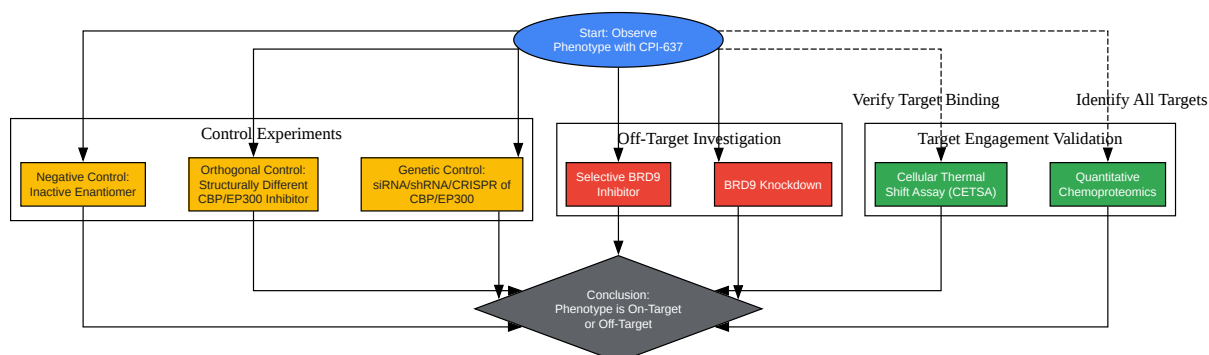 Start: Observe
Phenotype with CPI-637
Verify Target Binding
Identify All Targets
Control Experiments
Off-Target Investigation
Target Engagement Validation
Negative Control:
Inactive Enantiomer
Orthogonal Control:
Structurally Different
CBP/EP300 Inhibitor
Genetic Control:
siRNA/shRNA/CRISPR of
CBP/EP300
Selective BRD9
Inhibitor
BRD9 Knockdown
Cellular Thermal
Shift Assay (CETSA)
Quantitative
Chemoproteomics
Conclusion:
Phenotype is On-Target
or Off-Target